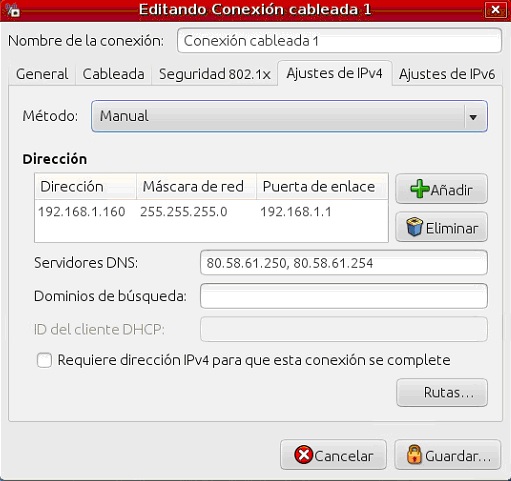 Editando Conexión cableada 1
Nombre de la conexión: Conexión cableada 1
General Cableada Seguridad 802.1x Ajustes de IPv4 Ajustes de IPv6
Método: Manual
Dirección
Dirección Máscara de red Puerta de enlace
192.168.1.160 255.255.255.0 192.168.1.1
Añadir
Eliminar
Servidores DNS: 80.58.61.250, 80.58.61.254
Dominios de búsqueda:
ID del cliente DHCP:
Requiere dirección IPv4 para que esta conexión se complete
Rutas...
Cancelar Guardar...